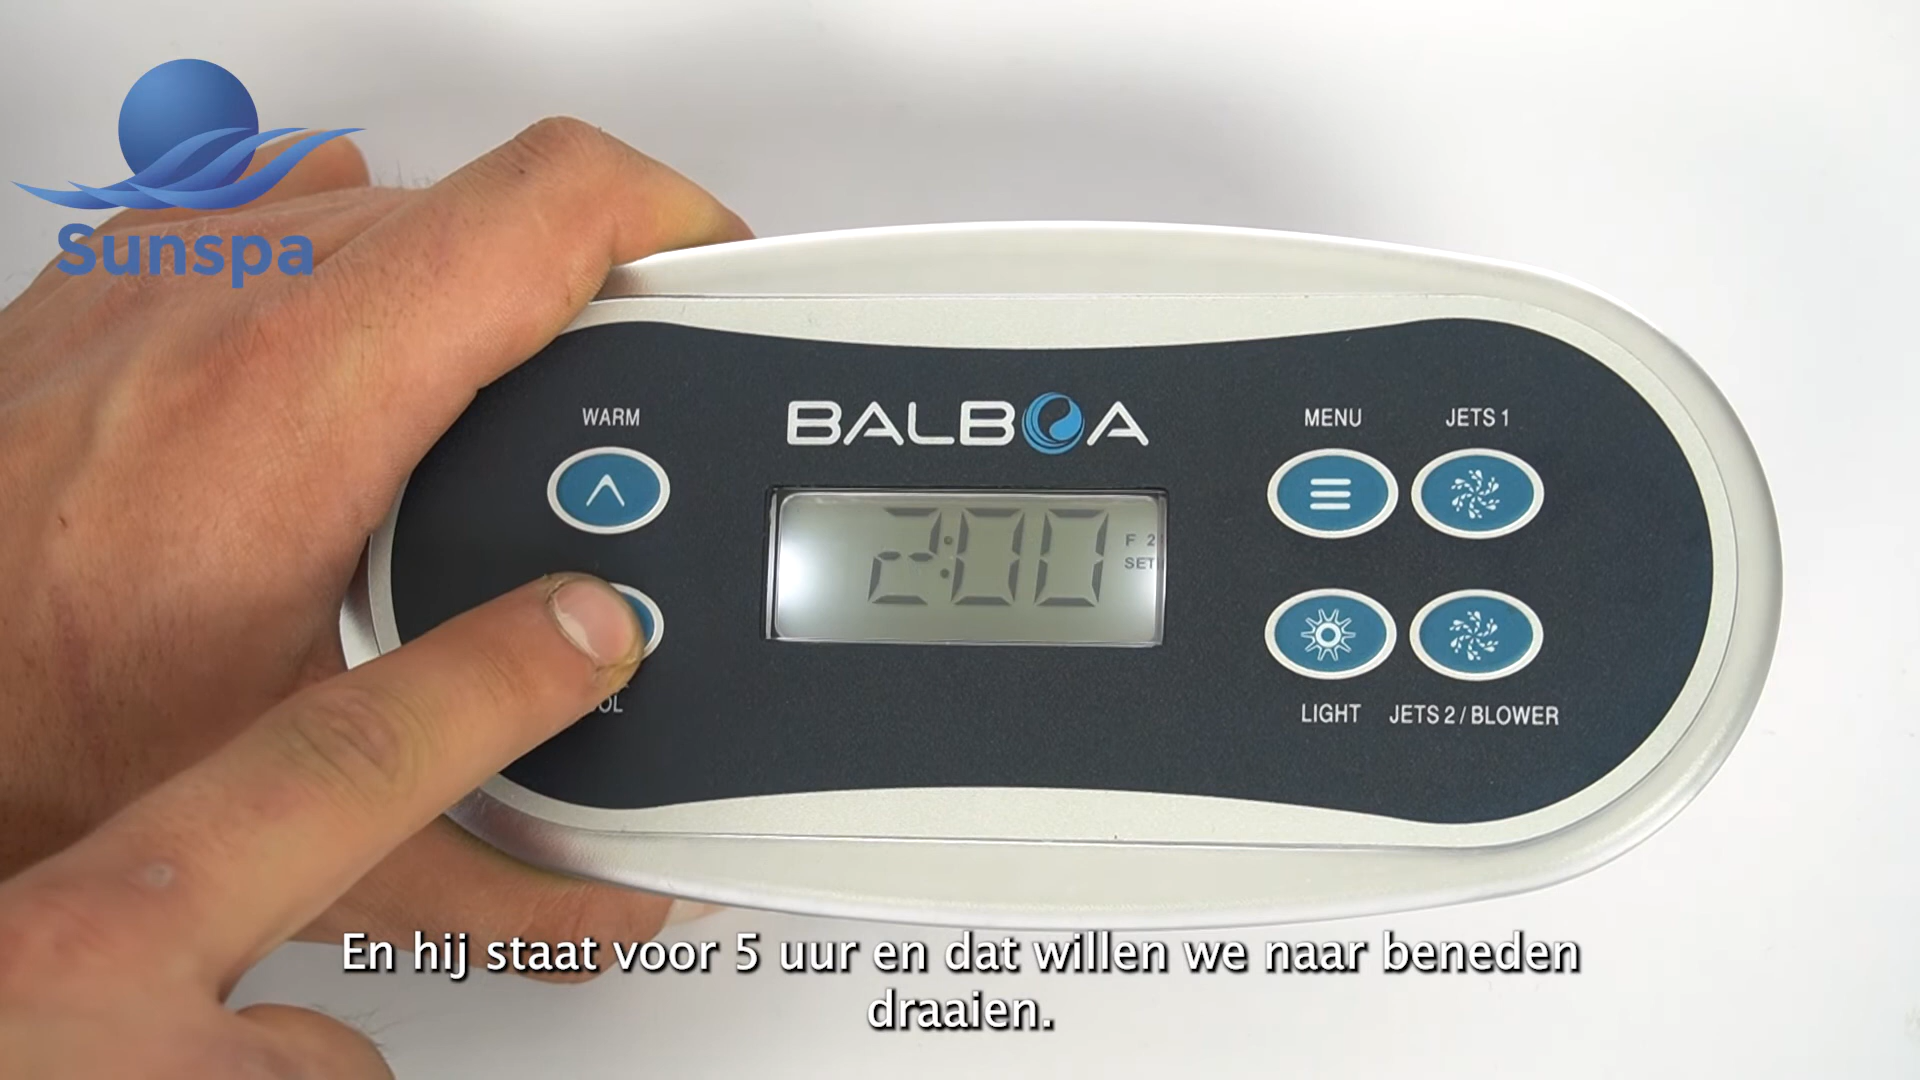 Sunspa
WARM
BALBOA
MENU
JETS 1
2:00
F 2
SET
LIGHT
JETS 2 / BLOWER
En hij staat voor 5 uur en dat willen we naar beneden
draaien.